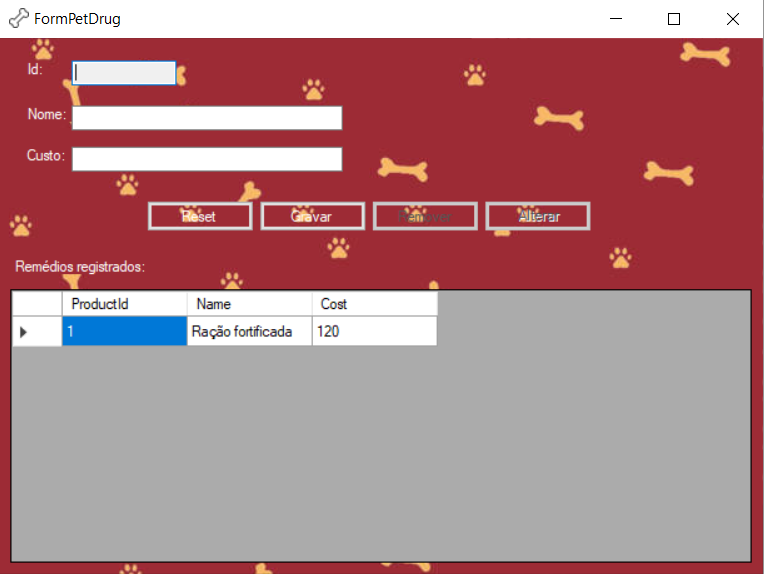 FormPetDrug
Id:
Nome:
Custo:
Reset Gravar Remover Alterar
Remédios registrados:
ProductId Name Cost
1 Ração fortificada 120